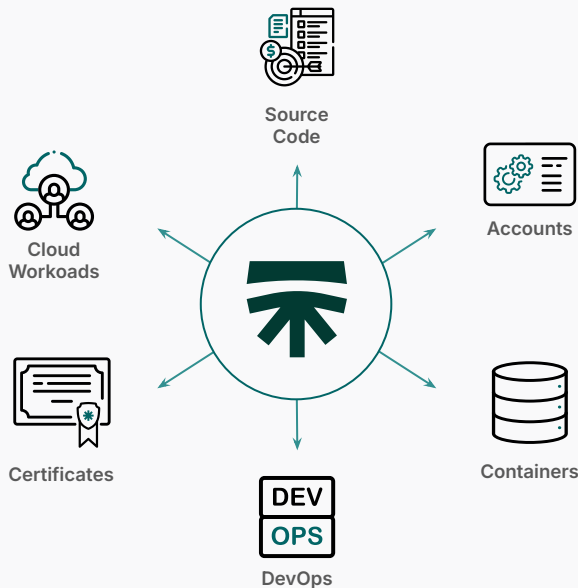 $
Source
Code
Cloud
Workoads
Accounts
Certificates
Containers
DEV
OPS
DevOps